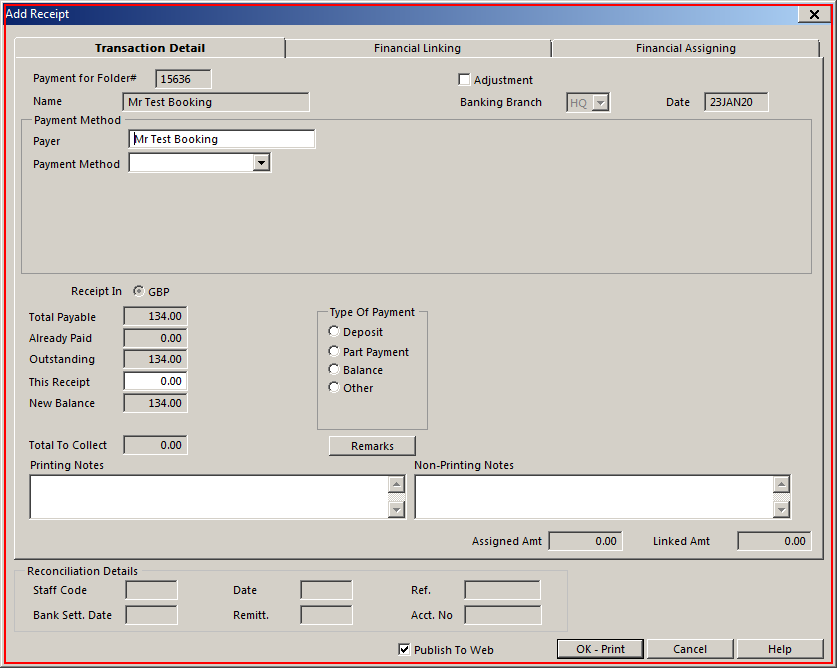 Add Receipt
Transaction Detail Financial Linking Financial Assigning
Payment for Folder# 15636 Adjustment
Name Mr Test Booking Banking Branch HQ Date 23JAN20
Payment Method
Payer Mr Test Booking
Payment Method
Receipt In GBP
Total Payable 134.00
Already Paid 0.00
Outstanding 134.00
This Receipt 0.00
New Balance 134.00
Type Of Payment
Deposit
Part Payment
Balance
Other
Total To Collect 0.00 Remarks
Printing Notes Non-Printing Notes
Assigned Amt 0.00 Linked Amt 0.00
Reconciliation Details
Staff Code Date Ref.
Bank Sett. Date Remitt. Acct. No
Publish To Web OK - Print Cancel Help